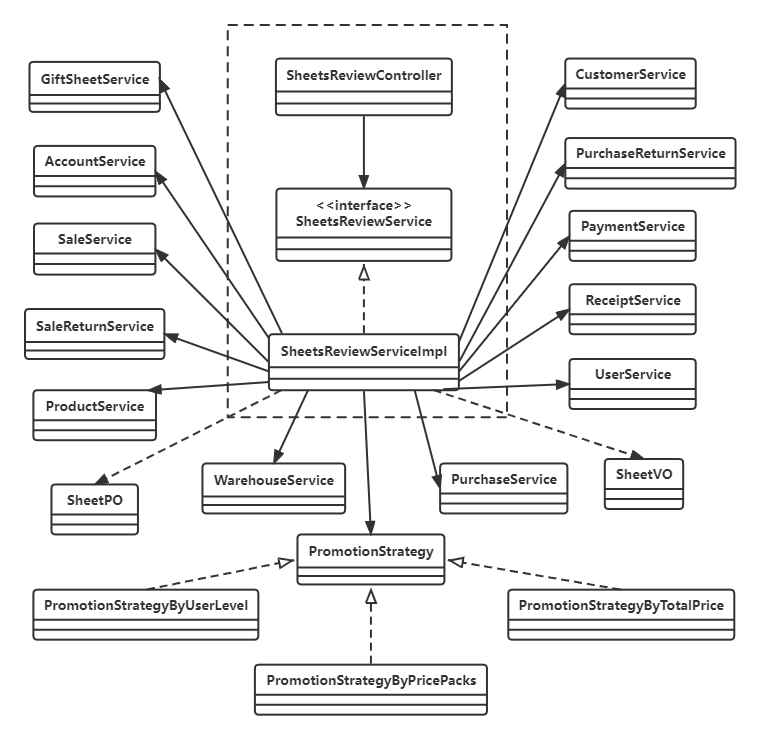 GiftSheetService
SheetsReviewController
CustomerService
AccountService
PurchaseReturnService
<<interface>>
SheetsReviewService
SaleService
PaymentService
SaleReturnService
ReceiptService
SheetsReviewServiceImpl
ProductService
UserService
SheetPO
WarehouseService
PurchaseService
SheetVO
PromotionStrategy
PromotionStrategyByUserLevel
PromotionStrategyByTotalPrice
PromotionStrategyByPricePacks